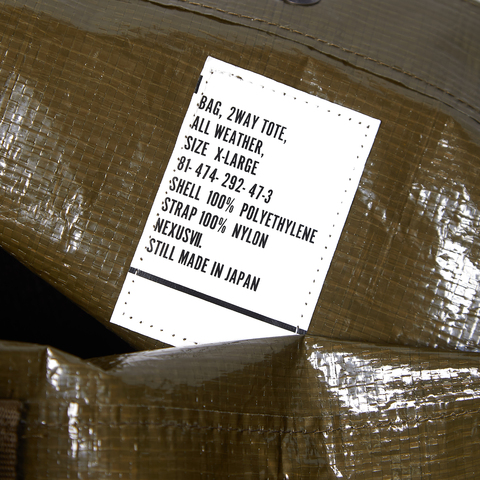 BAG, 2WAY TOTE,
ALL WEATHER,
SIZE X-LARGE
81-474-292-47-3
SHELL 100% POLYETHYLENE
STRAP 100% NYLON
NEXUSVII.
STILL MADE IN JAPAN